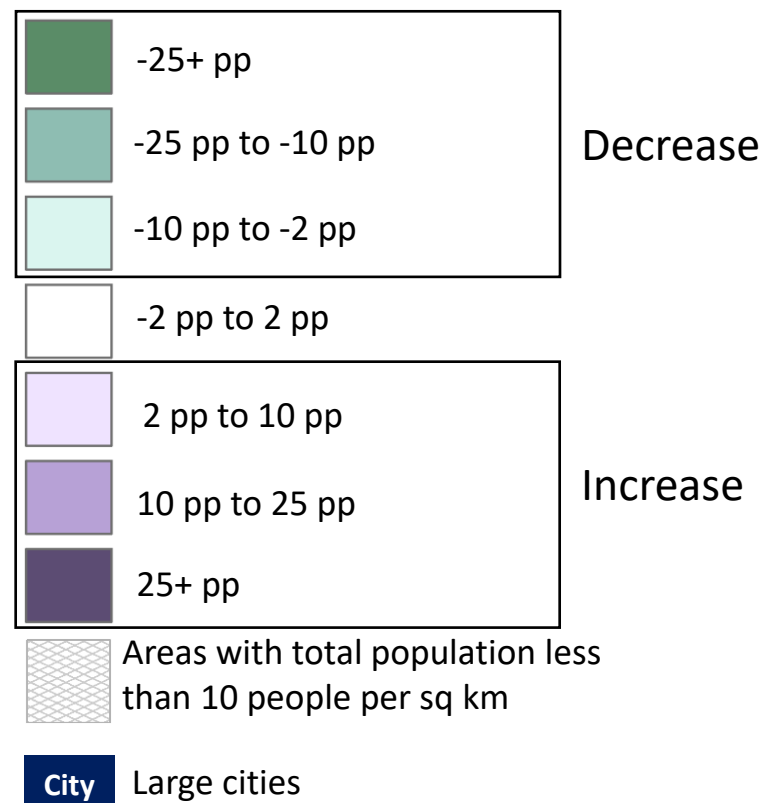 -25+ pp
-25 pp to -10 pp
Decrease
-10 pp to -2 pp
-2 pp to 2 pp
2 pp to 10 pp
10 pp to 25 pp
Increase
25+ pp
Areas with total population less
than 10 people per sq km
City Large cities